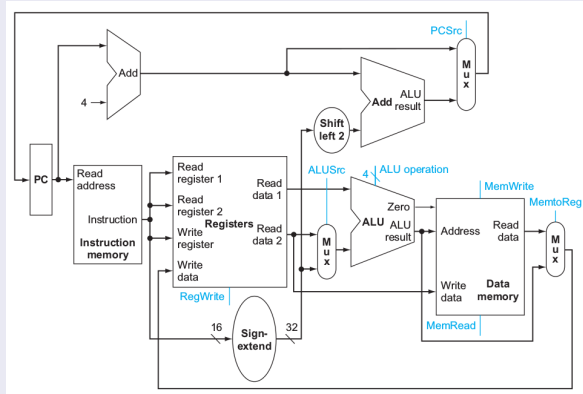 PCSrc
M
u
x
Add
4
Add ALU
result
Shift
left 2
PC
Read
address
Instruction
Instruction
memory
Read
register 1
Read
register 2
Write
register
Write
data
Registers
Read
data 1
Read
data 2
RegWrite
ALUSrc
M
u
x
4 ALU operation
Zero
ALU ALU
result
MemWrite
Address
Read
data
Write
data
Data
memory
MemRead
MemtoReg
M
u
x
16
Sign-
extend
32